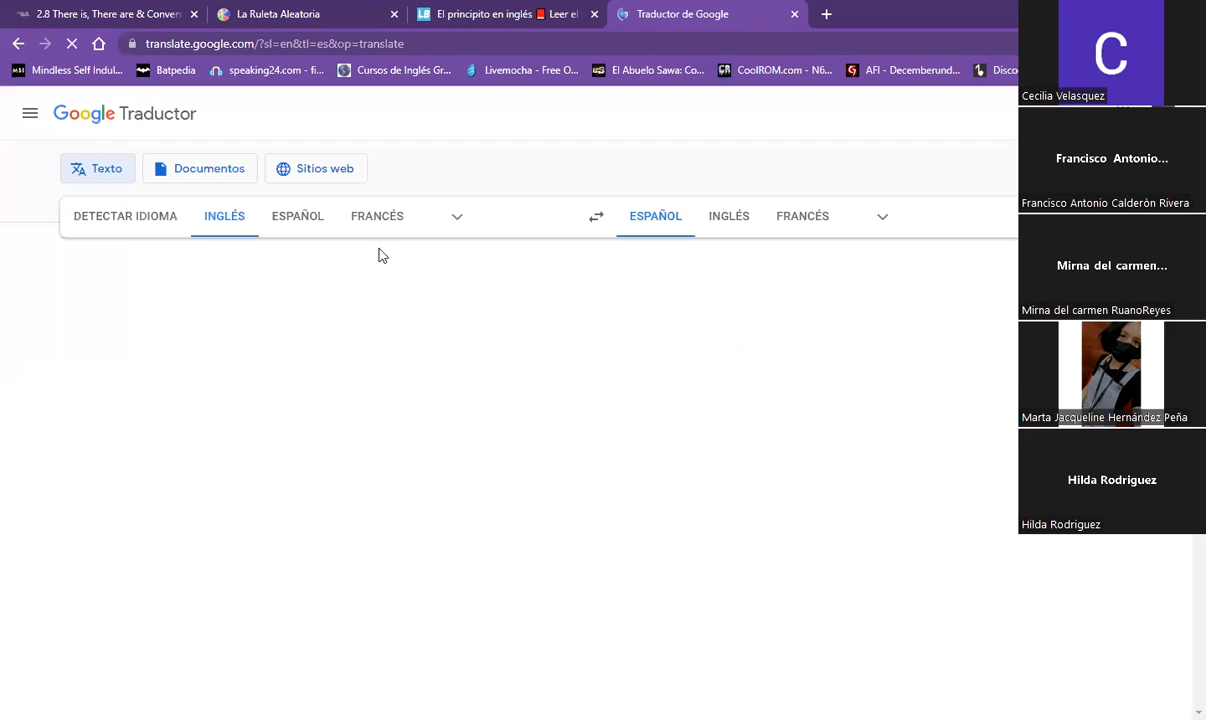 2.8 There is, There are & Conver
La Ruleta Aleatoria
El principito en inglés 📕 Leer el
Traductor de Google
translate.google.com/?sl=en&tl=es&op=translate
Mindless Self Indul...
Batpedia
speaking24.com - fi...
Cursos de Inglés Gr...
Livemocha - Free O...
El Abuelo Sawa: Co...
CoolROM.com - N6...
AFI - Decemberund...
Disco
Google Traductor
Texto
Documentos
Sitios web
DETECTAR IDIOMA
INGLÉS
ESPAÑOL
FRANCÉS
ESPAÑOL
INGLÉS
FRANCÉS
C
Cecilia Velasquez
Francisco Antonio...
Francisco Antonio Calderòn Rivera
Mirna del carmen...
Mirna del carmen RuanoReyes
Marta Jacqueline Hernández Peña
Hilda Rodriguez
Hilda Rodriguez